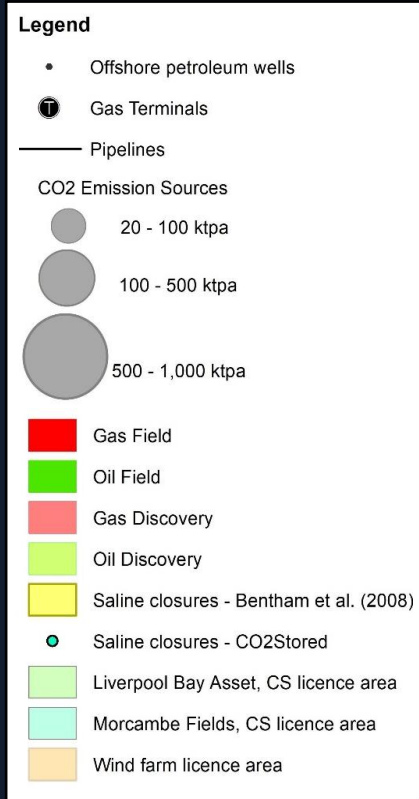 Legend
Offshore petroleum wells
T
Gas Terminals
Pipelines
CO2 Emission Sources
20 - 100 ktpa
100 - 500 ktpa
500 - 1,000 ktpa
Gas Field
Oil Field
Gas Discovery
Oil Discovery
Saline closures - Bentham et al. (2008)
Saline closures - CO2Stored
Liverpool Bay Asset, CS licence area
Morcambe Fields, CS licence area
Wind farm licence area